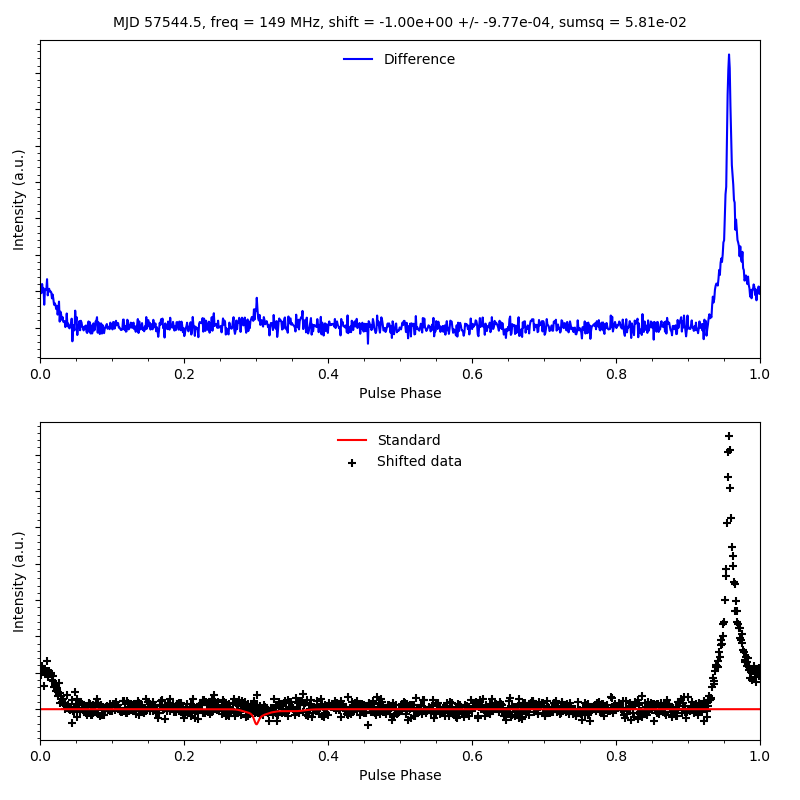 MJD 57544.5, freq = 149 MHz, shift = -1.00e+00 +/- -9.77e-04, sumsq = 5.81e-02
Difference
Intensity (a.u.)
0.0 0.2 0.4 0.6 0.8 1.0
Pulse Phase
Standard
Shifted data
Intensity (a.u.)
0.0 0.2 0.4 0.6 0.8 1.0
Pulse Phase